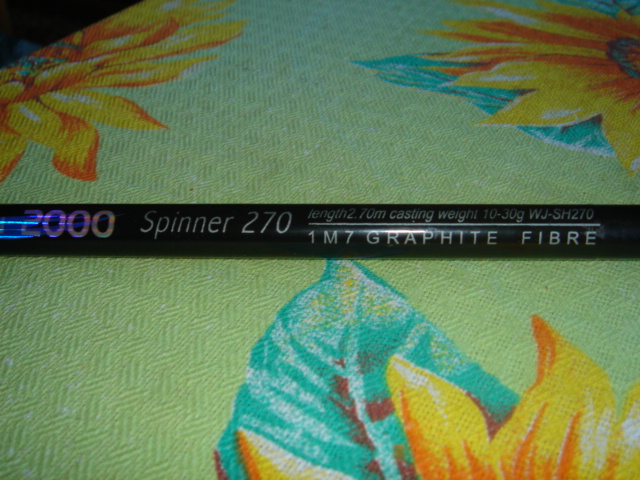 2000 Spinner 270
length2.70m casting weight 10-30g WJ-SH270
1M7 GRAPHITE FIBRE